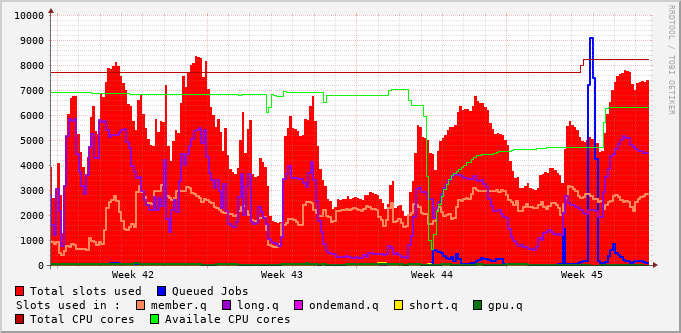 10000
9000
8000
7000
6000
5000
4000
3000
2000
1000
0
Week 42 Week 43 Week 44 Week 45
Total slots used Queued Jobs
Slots used in : member.q long.q ondemand.q short.q gpu.q
Total CPU cores Availale CPU cores
RRDTOOL / TOBI OETIKER